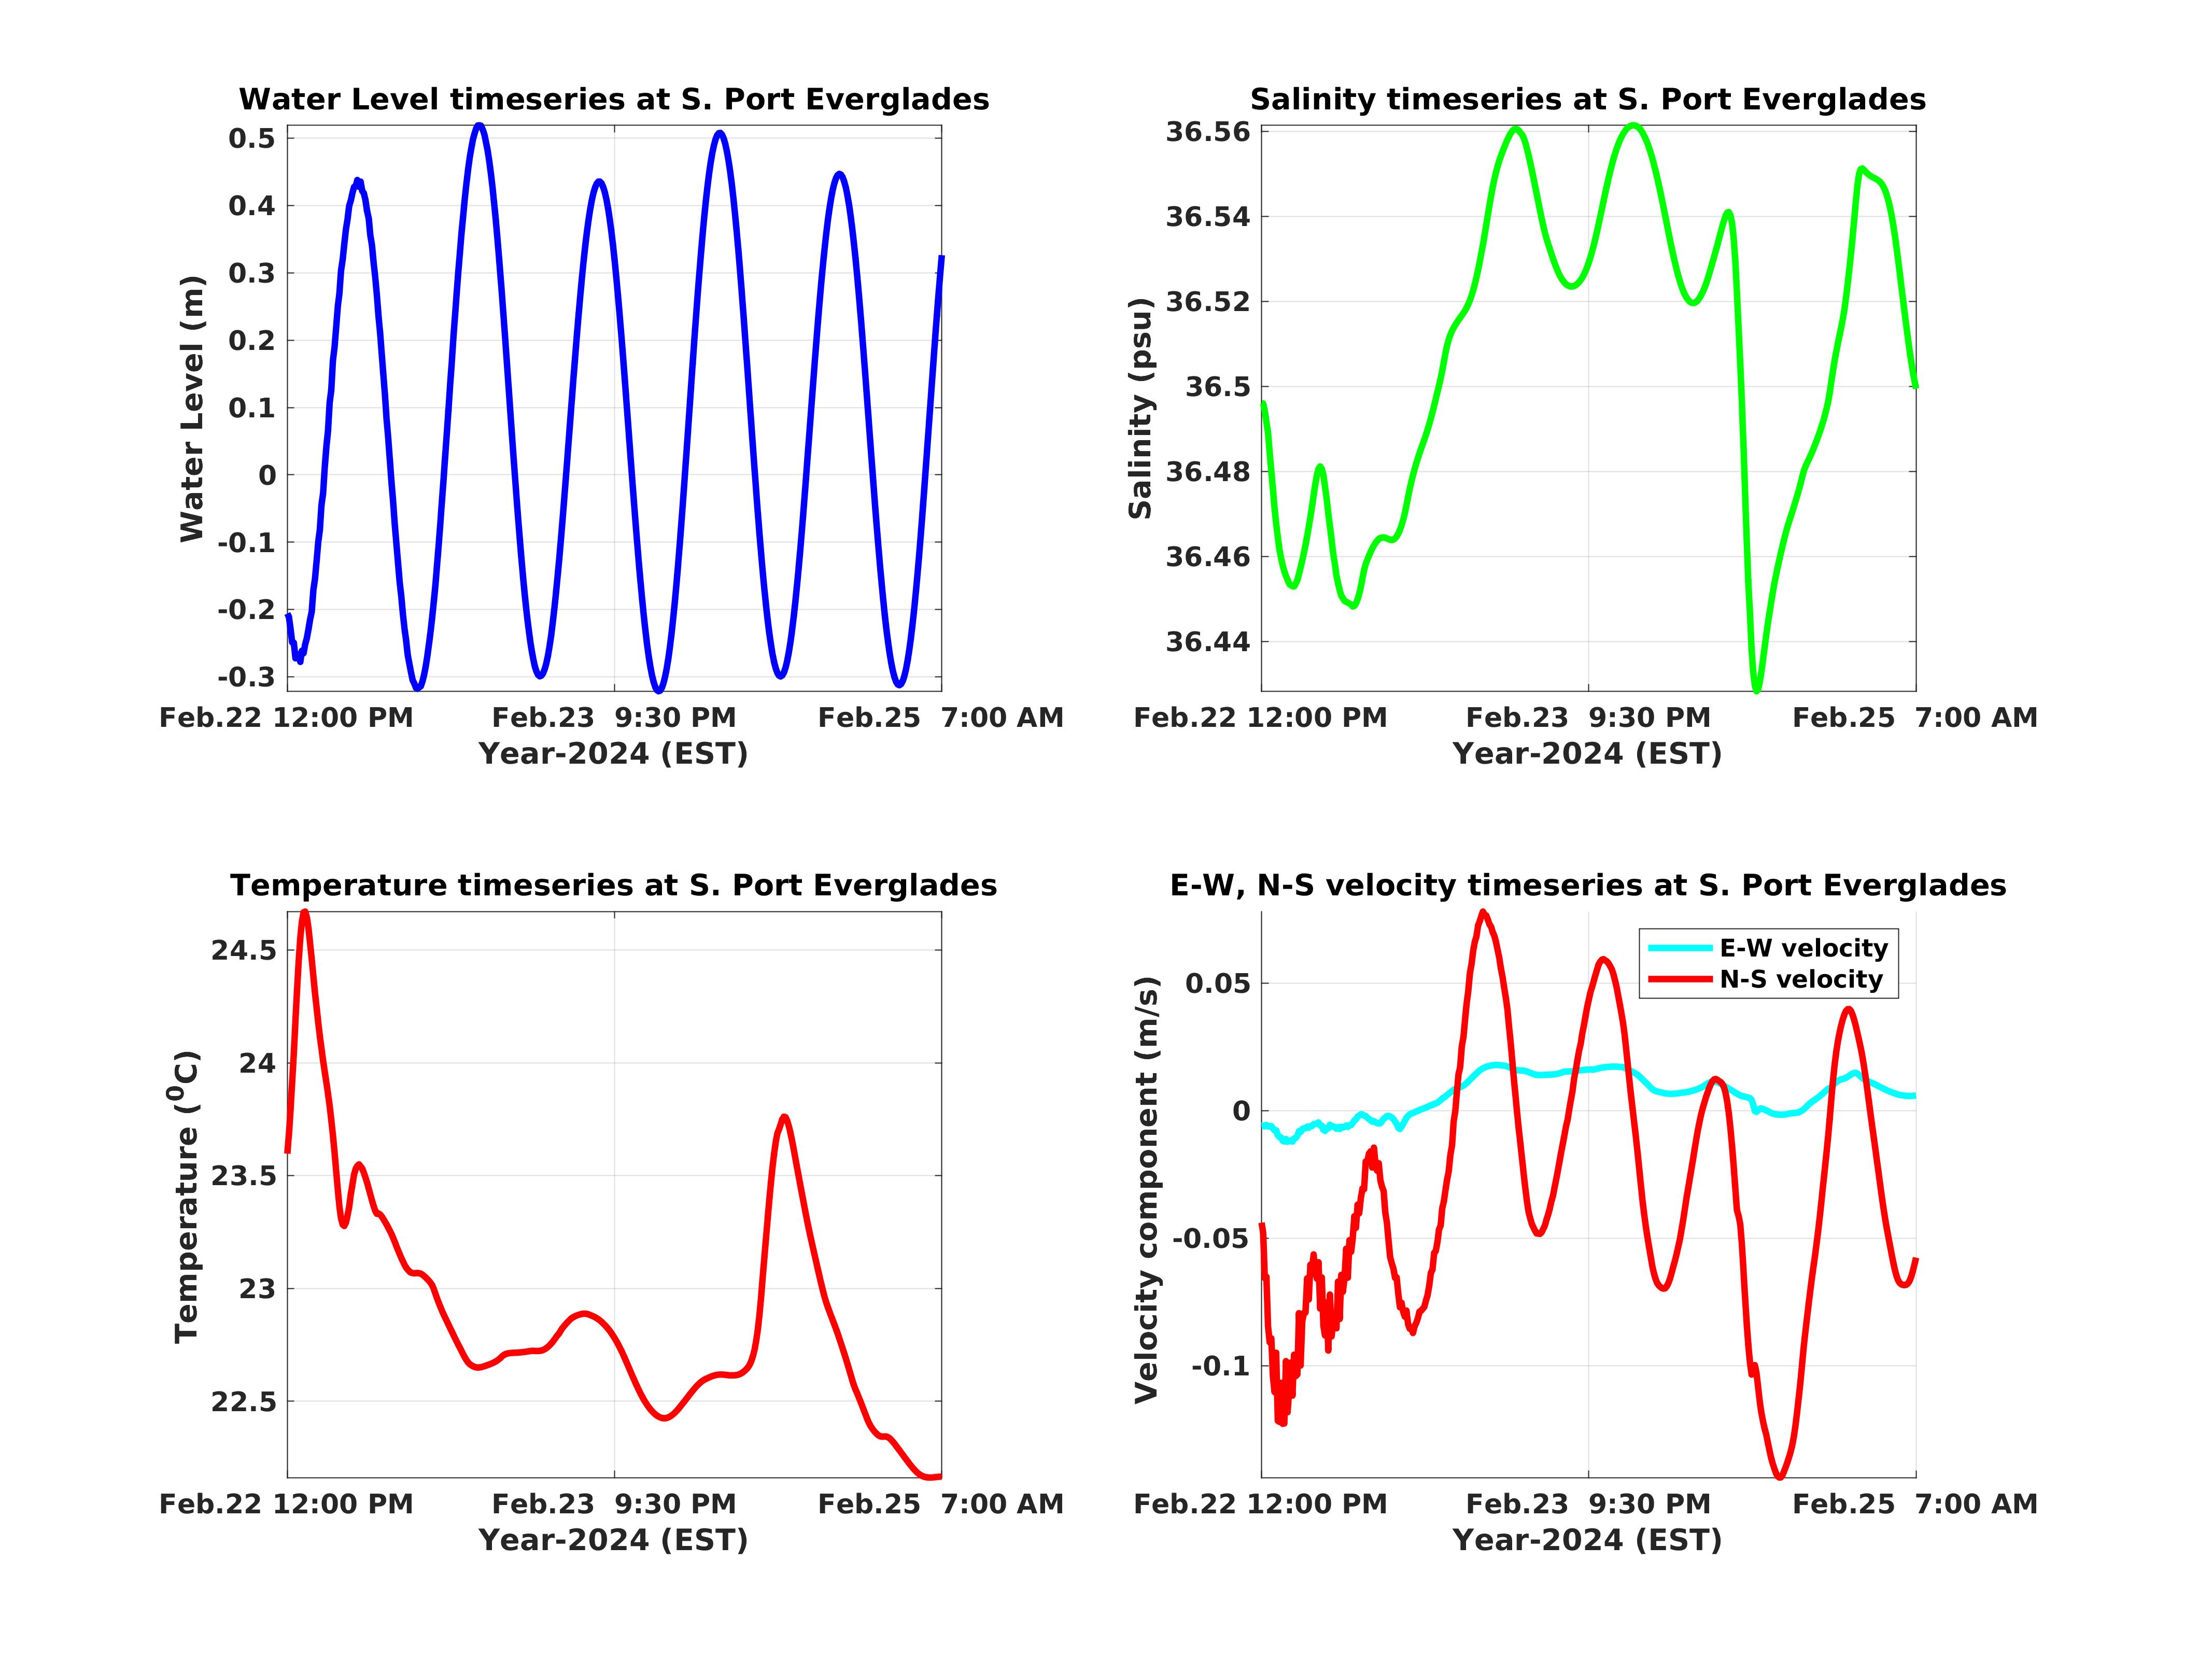 Water Level timeseries at S. Port Everglades
0.5
0.4
0.3
0.2
0.1
0
-0.1
-0.2
-0.3
Water Level (m)
Feb.22 12:00 PM Feb.23 9:30 PM Feb.25 7:00 AM
Year-2024 (EST)
Salinity timeseries at S. Port Everglades
36.56
36.54
36.52
36.5
36.48
36.46
36.44
Salinity (psu)
Feb.22 12:00 PM Feb.23 9:30 PM Feb.25 7:00 AM
Year-2024 (EST)
Temperature timeseries at S. Port Everglades
24.5
24
23.5
23
22.5
Temperature (⁰C)
Feb.22 12:00 PM Feb.23 9:30 PM Feb.25 7:00 AM
Year-2024 (EST)
E-W, N-S velocity timeseries at S. Port Everglades
E-W velocity
N-S velocity
0.05
0
-0.05
-0.1
Velocity component (m/s)
Feb.22 12:00 PM Feb.23 9:30 PM Feb.25 7:00 AM
Year-2024 (EST)